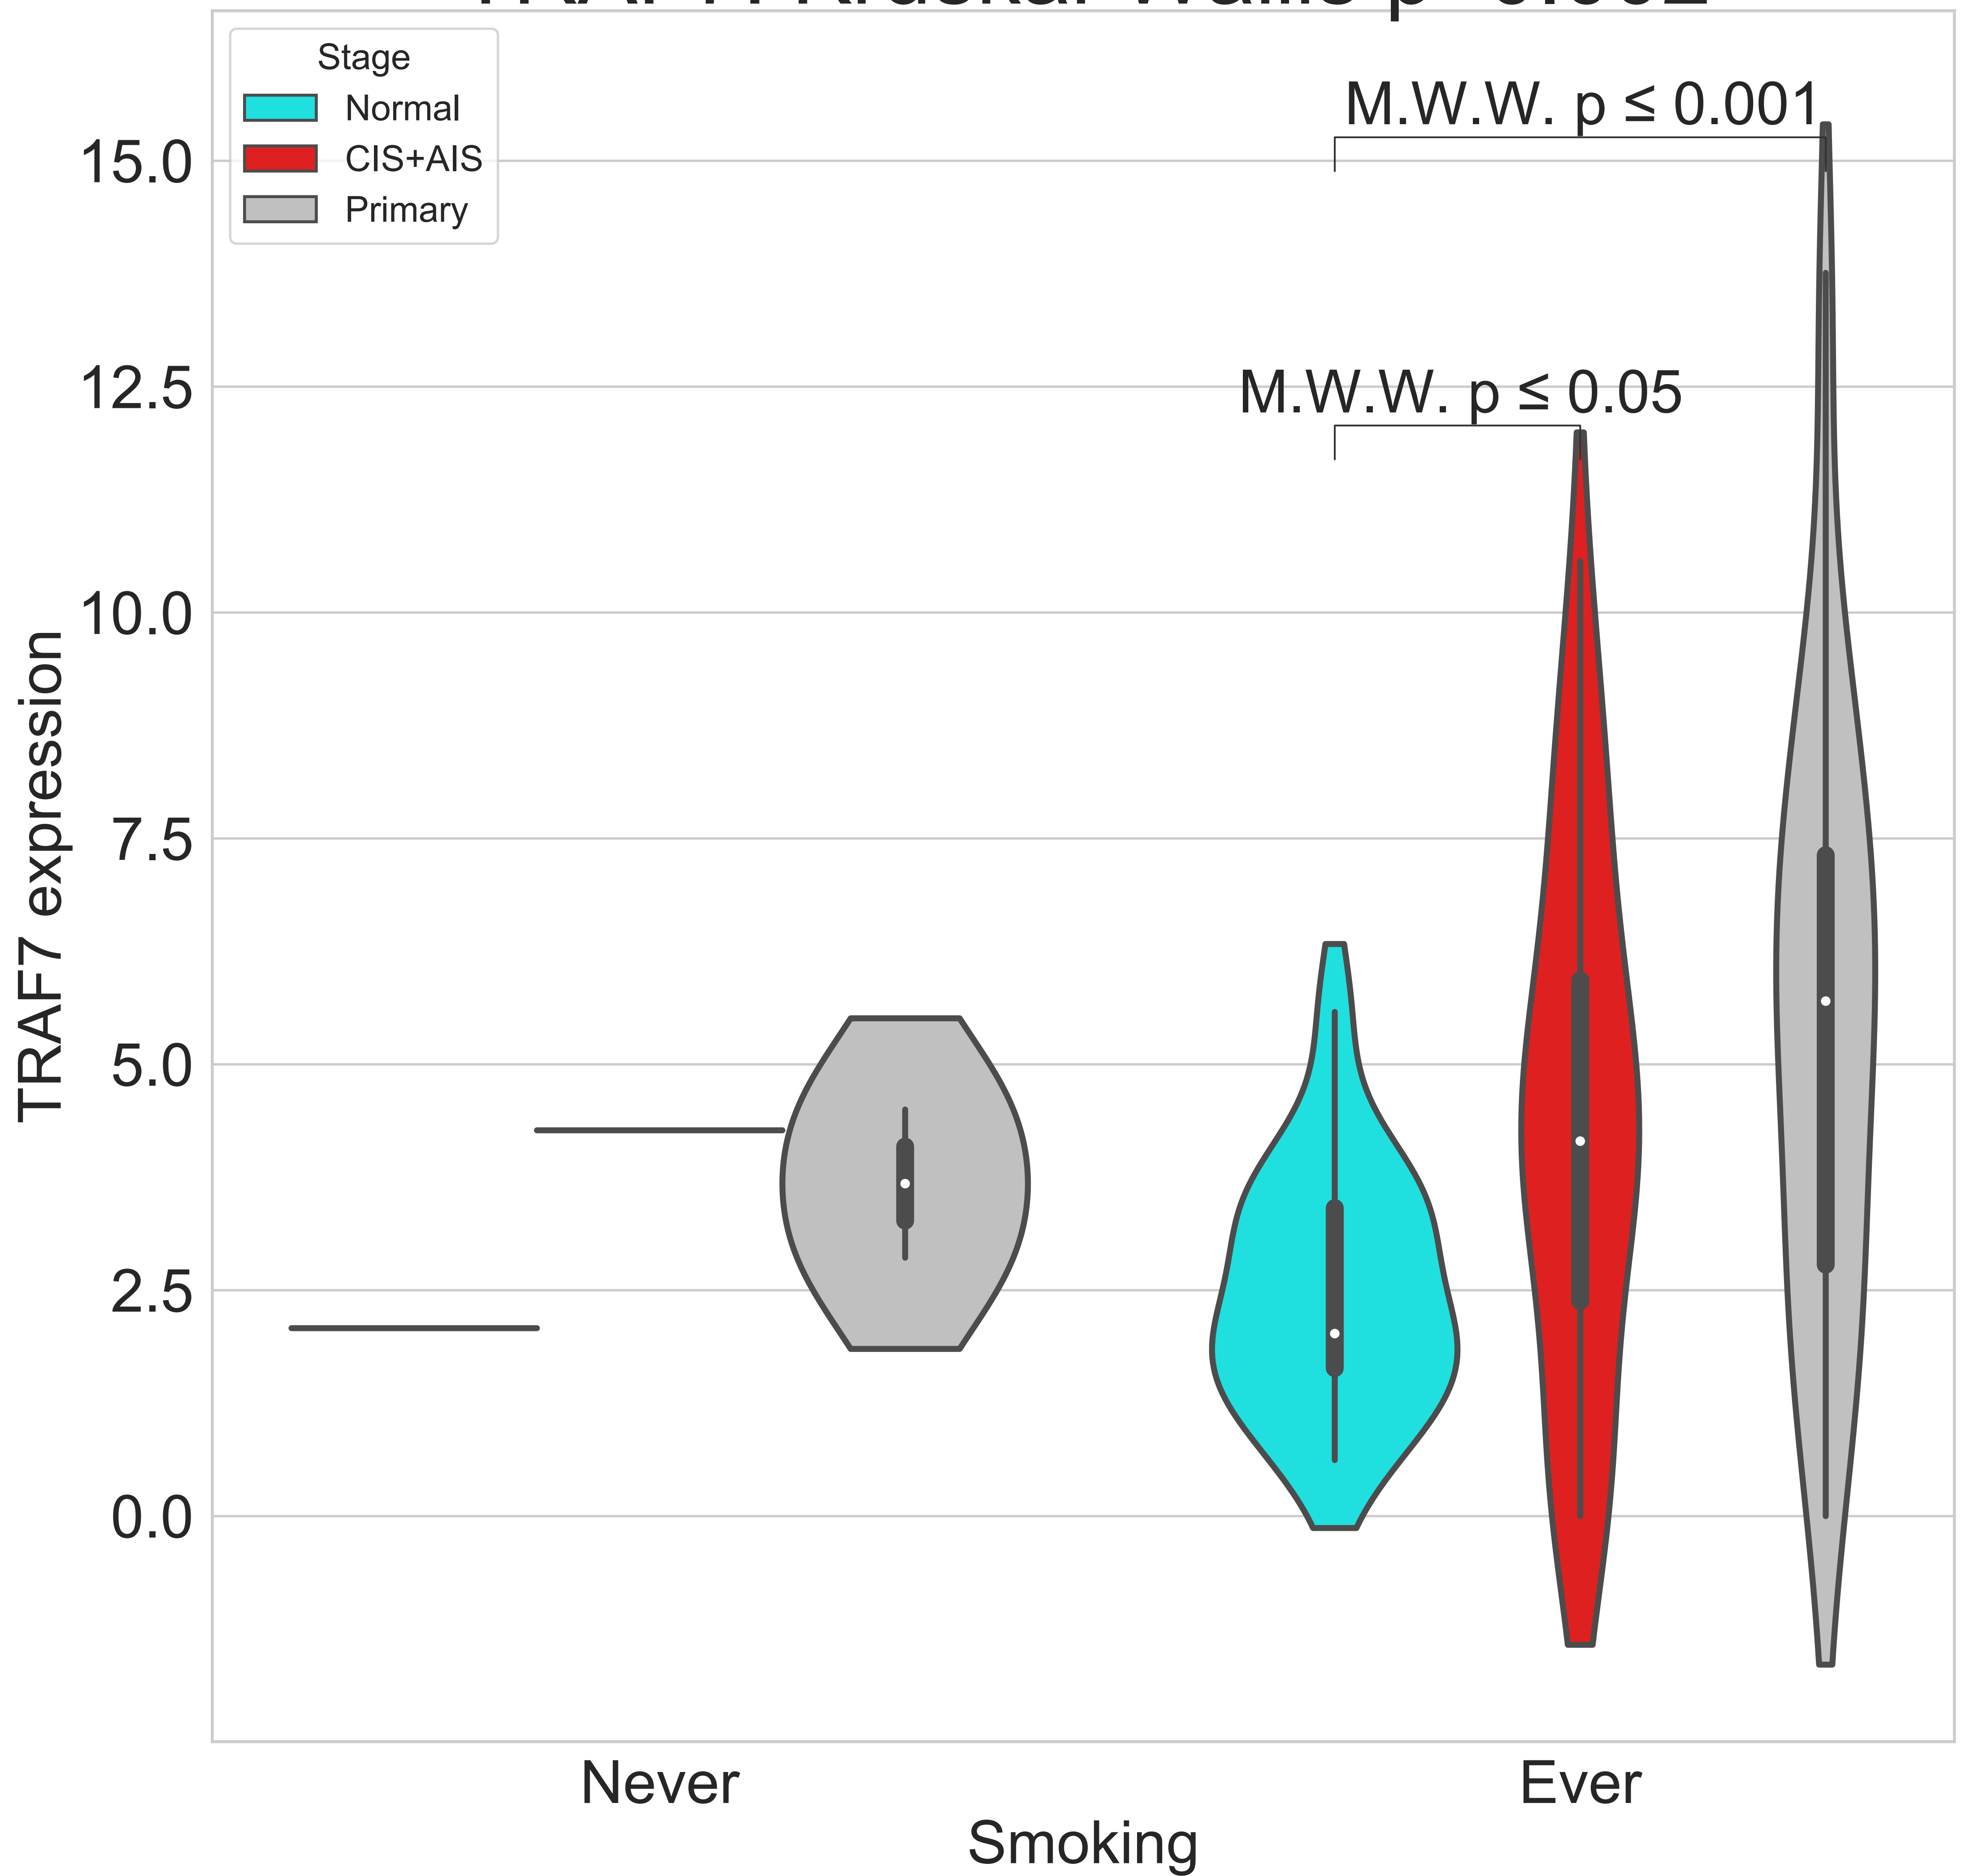 Stage
Normal
CIS+AIS
Primary
M.W.W. p ≤ 0.001
M.W.W. p ≤ 0.05
15.0
12.5
10.0
7.5
5.0
2.5
0.0
TRAF7 expression
Never
Ever
Smoking